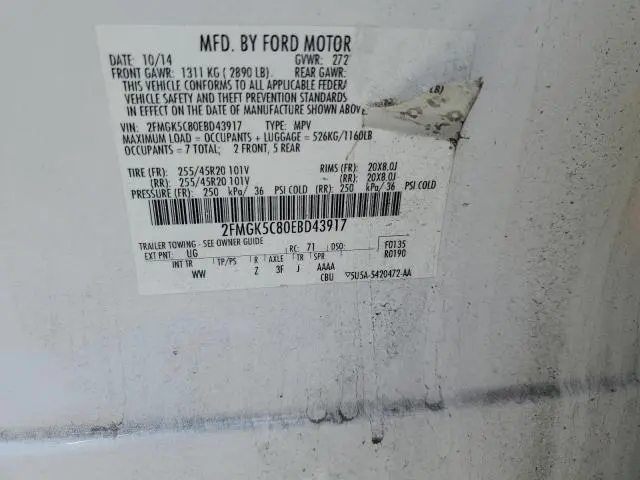 MFD. BY FORD MOTOR
DATE: 10/14 GVWR: 272
FRONT GAWR: 1311 KG ( 2890 LB) REAR GAWR:
THIS VEHICLE CONFORMS TO ALL APPLICABLE FEDERA
VEHICLE SAFETY AND THEFT PREVENTION STANDARDS
IN EFFECT ON THE DATE OF MANUFACTURE SHOWN ABOVE
LB)
VIN: 2FMGK5C80EBD43917 TYPE: MPV
MAXIMUM LOAD = OCCUPANTS + LUGGAGE = 526KG/1160LB
OCCUPANTS = 7 TOTAL; 2 FRONT, 5 REAR
TIRE (FR): 255/45R20 101V RIMS (FR): 20X8.0J
(RR): 255/45R20 101V (RR): 20X8.0J
PRESSURE (FR): 250 kPa/ 36 PSI COLD (RR): 250 kPa/ 36 PSI COLD
2FMGK5C80EBD43917
TRAILER TOWING - SEE OWNER GUIDE
EXT PNT: UG RC: 71 DSO: F0135
R0190
INT TR TP/PS R AXLE TR SPR
WW Z 3F J AAAA
CBU 5U5A-5420472-AA